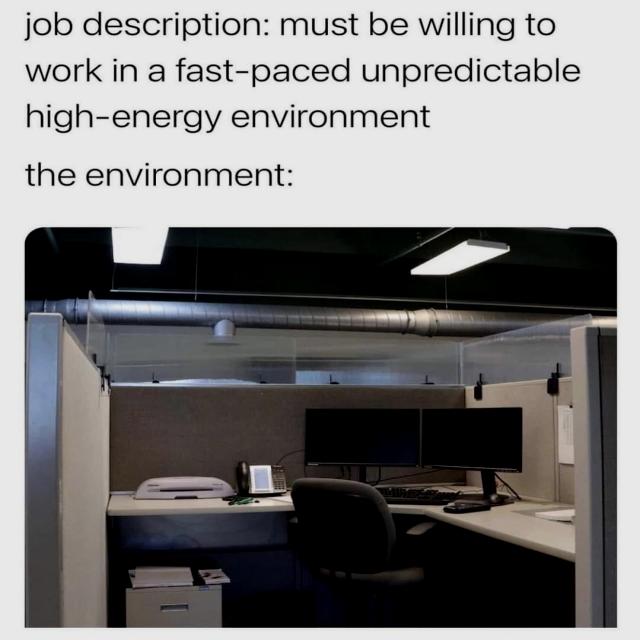 job description: must be willing to
work in a fast-paced unpredictable
high-energy environment
the environment: